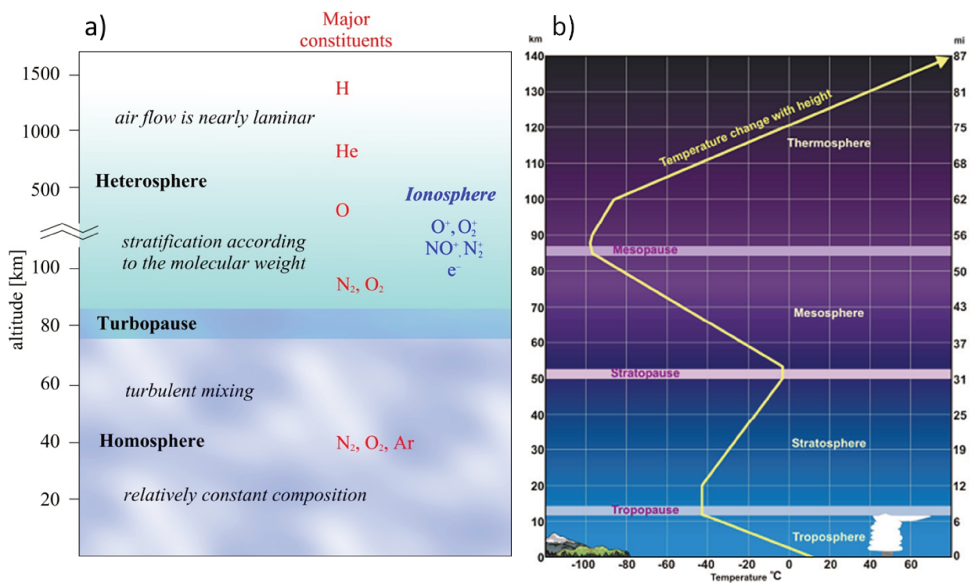 a)
Major
constituents
1500
H
air flow is nearly laminar
1000
He
Heterosphere
500
Ionosphere
O
O⁺, O₂⁺
stratification according
NO⁺, N₂⁺
to the molecular weight
e⁻
100
N₂, O₂
altitude [km]
80
Turbopause
60
turbulent mixing
40
Homosphere
N₂, O₂, Ar
relatively constant composition
20
b)
km
mi
140
87
130
81
Temperature change with height
120
75
Thermosphere
110
68
100
62
90
56
Mesopause
80
52
70
43
Mesosphere
60
37
Stratopause
50
31
40
25
30
19
Stratosphere
20
12
Tropopause
10
6
Troposphere
0
0
-100
-80
-60
-40
-20
0
20
40
60
Temperature °C